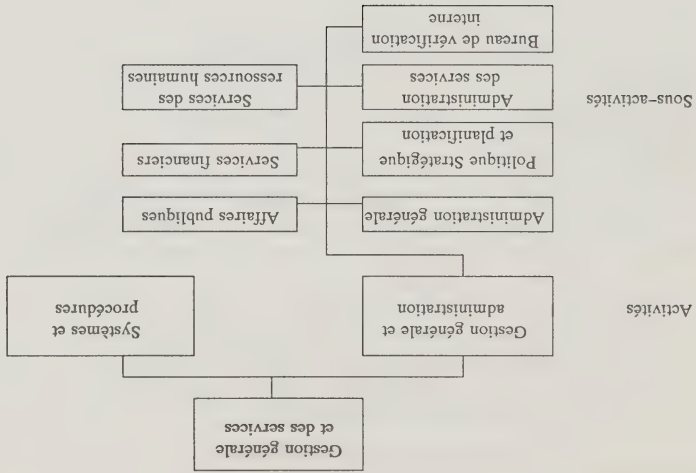 Gestion générale
et des services
Activités
Gestion générale et
administration
Systèmes et
procédures
Administration générale
Affaires publiques
Politique Stratégique
et planification
Services financiers
Sous-activités
Administration
des services
Services des
ressources humaines
Bureau de vérification
interne